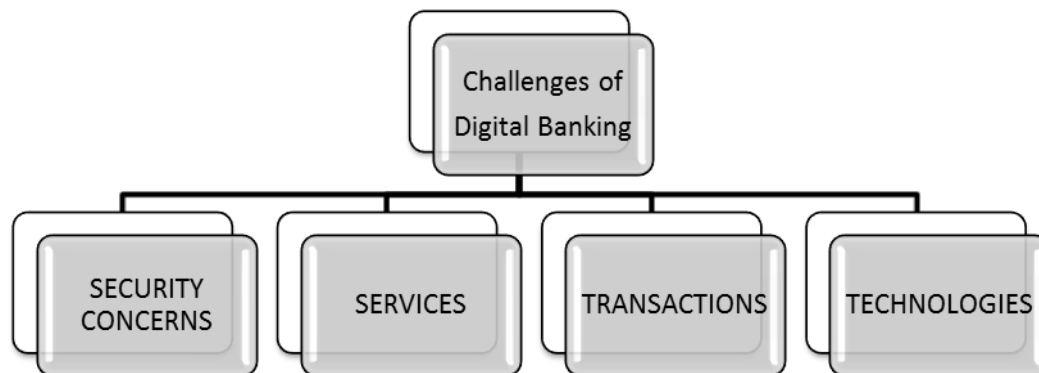 Challenges of
Digital Banking
SECURITY
CONCERNS
SERVICES
TRANSACTIONS
TECHNOLOGIES